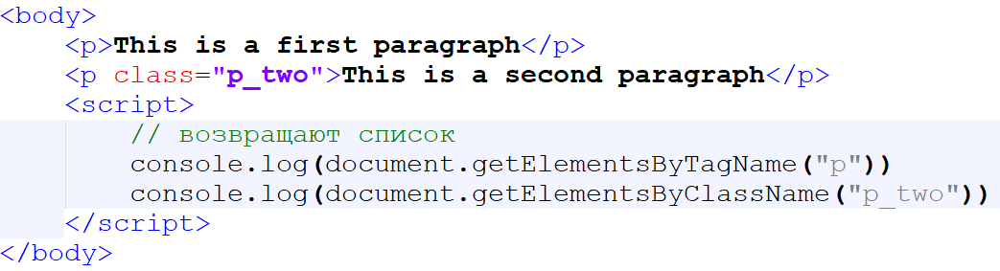 <body>
<p>This is a first paragraph</p>
<p class="p_two">This is a second paragraph</p>
<script>
// возвращают список
console.log(document.getElementsByTagName("p"))
console.log(document.getElementsByClassName("p_two"))
</script>
</body>